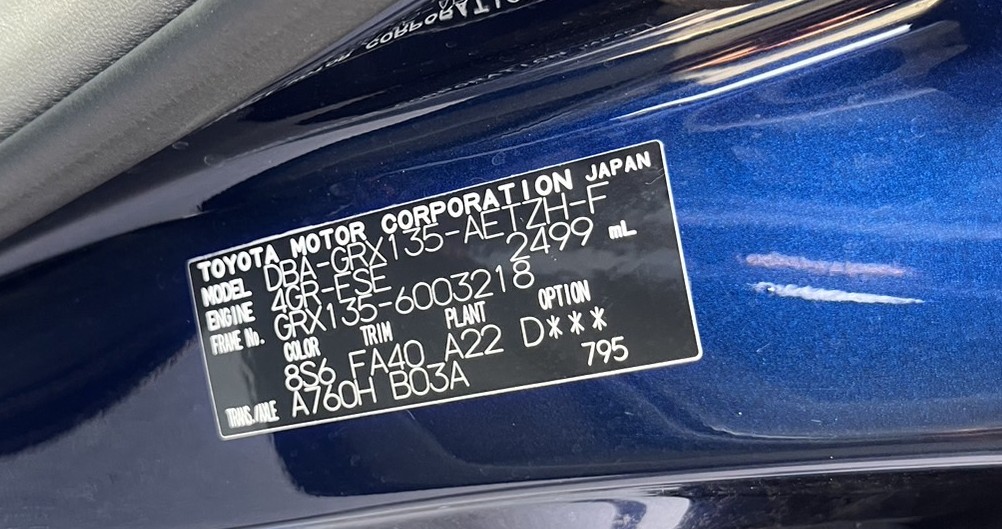 TOYOTA MOTOR CORPORATION JAPAN
MODEL DBA-GRX135-AETZH-F
ENGINE 4GR-FSE 2499 mL
FRAME No. GRX135-6003218
COLOR TRIM PLANT OPTION
8S6 FA40 A22 D***
TRANS./AXLE A760H B03A 795